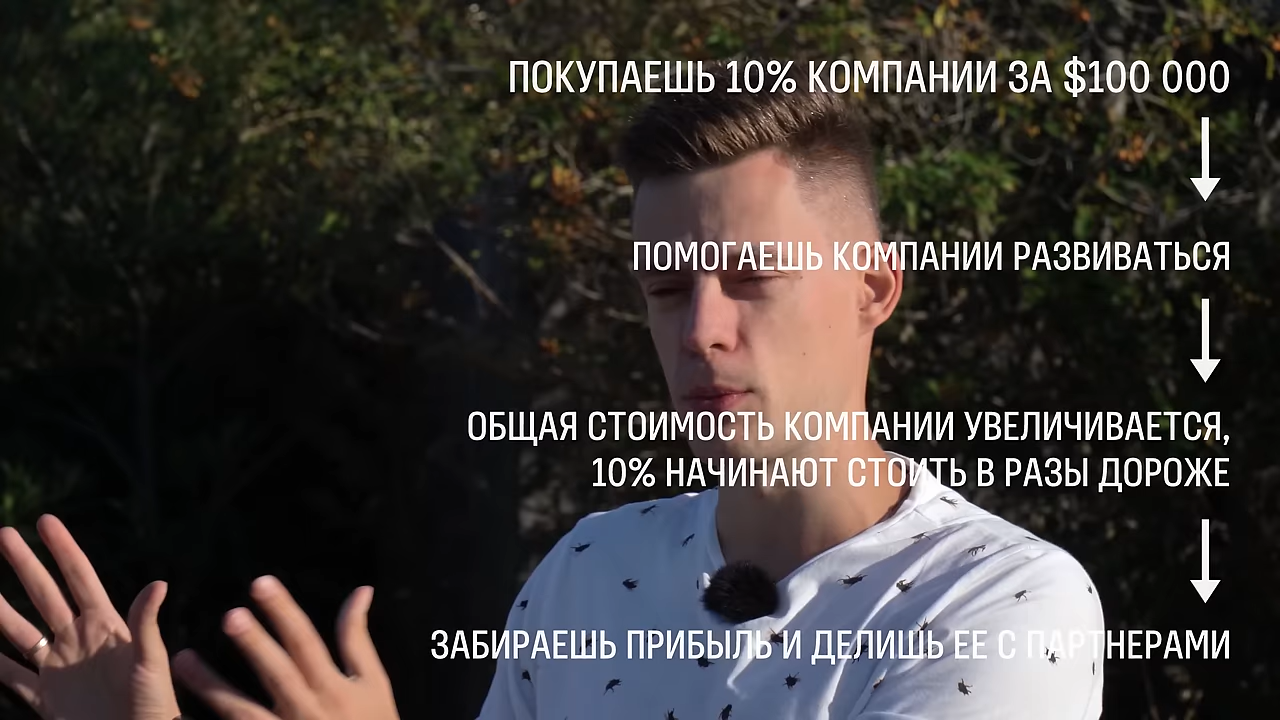 ПОКУПАЕШЬ 10% КОМПАНИИ ЗА $100 000
ПОМОГАЕШЬ КОМПАНИИ РАЗВИВАТЬСЯ
ОБЩАЯ СТОИМОСТЬ КОМПАНИИ УВЕЛИЧИВАЕТСЯ,
10% НАЧИНАЮТ СТОИТЬ В РАЗЫ ДОРОЖЕ
ЗАБИРАЕШЬ ПРИБЫЛЬ И ДЕЛИШЬ ЕЕ С ПАРТНЕРАМИ